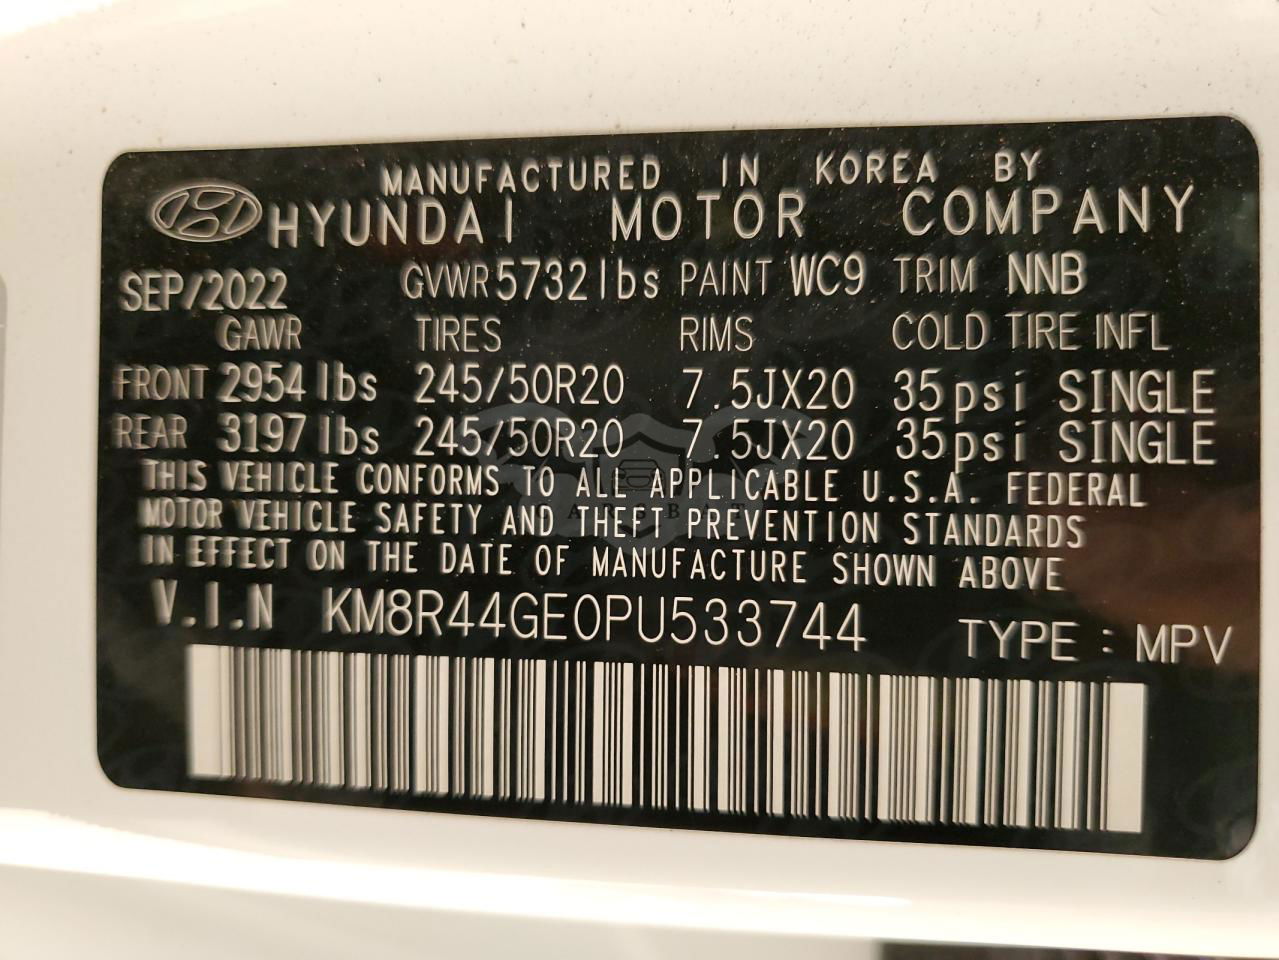 MANUFACTURED IN KOREA BY
HYUNDAI MOTOR COMPANY
SEP/2022 GVWR 5732 lbs PAINT WC9 TRIM NNB
GAWR TIRES RIMS COLD TIRE INFL
FRONT 2954 lbs 245/50R20 7.5JX20 35psi SINGLE
REAR 3197 lbs 245/50R20 7.5JX20 35psi SINGLE
THIS VEHICLE CONFORMS TO ALL APPLICABLE U.S.A. FEDERAL
MOTOR VEHICLE SAFETY AND THEFT PREVENTION STANDARDS
IN EFFECT ON THE DATE OF MANUFACTURE SHOWN ABOVE
V.I.N KM8R44GE0PU533744 TYPE : MPV
CARSBAT